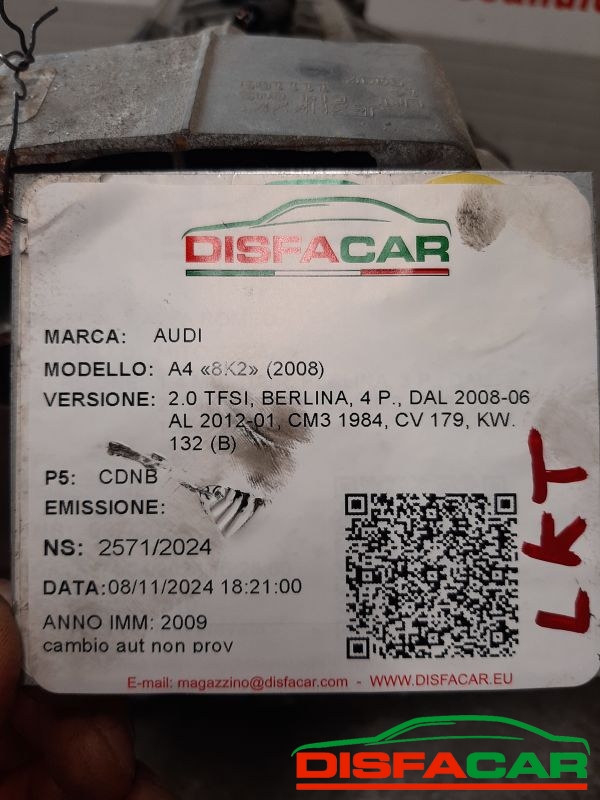 DISFACAR
MARCA: AUDI
MODELLO: A4 «8K2» (2008)
VERSIONE: 2.0 TFSI, BERLINA, 4 P., DAL 2008-06
AL 2012-01, CM3 1984, CV 179, KW.
132 (B)
P5: CDNB
EMISSIONE:
NS: 2571/2024
DATA:08/11/2024 18:21:00
ANNO IMM: 2009
cambio aut non prov
LKT
E-mail: magazzino@disfacar.com - WWW.DISFACAR.EU
DISFACAR